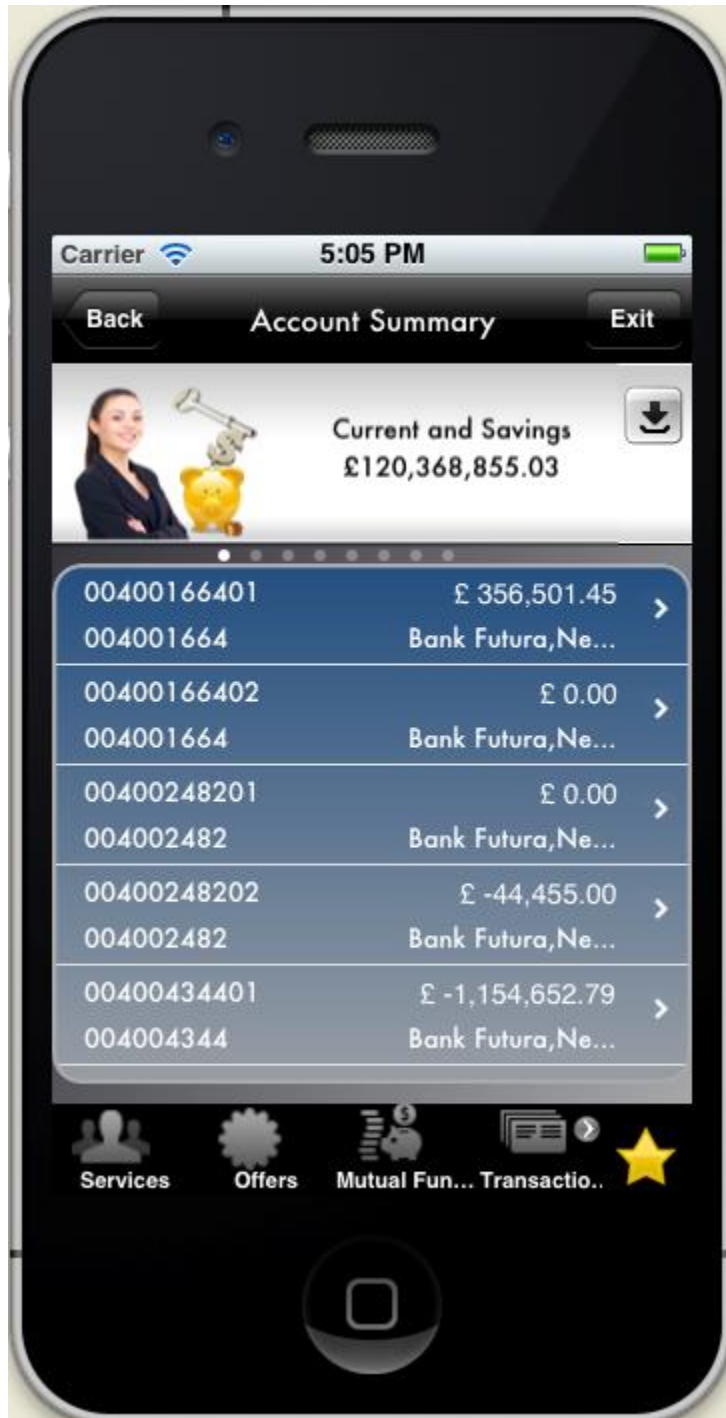 Carrier 5:05 PM
Back Account Summary Exit
Current and Savings
£120,368,855.03
00400166401 £ 356,501.45
004001664 Bank Futura,Ne...
00400166402 £ 0.00
004001664 Bank Futura,Ne...
00400248201 £ 0.00
004002482 Bank Futura,Ne...
00400248202 £ -44,455.00
004002482 Bank Futura,Ne...
00400434401 £ -1,154,652.79
004004344 Bank Futura,Ne...
Services Offers Mutual Fun... Transactio..